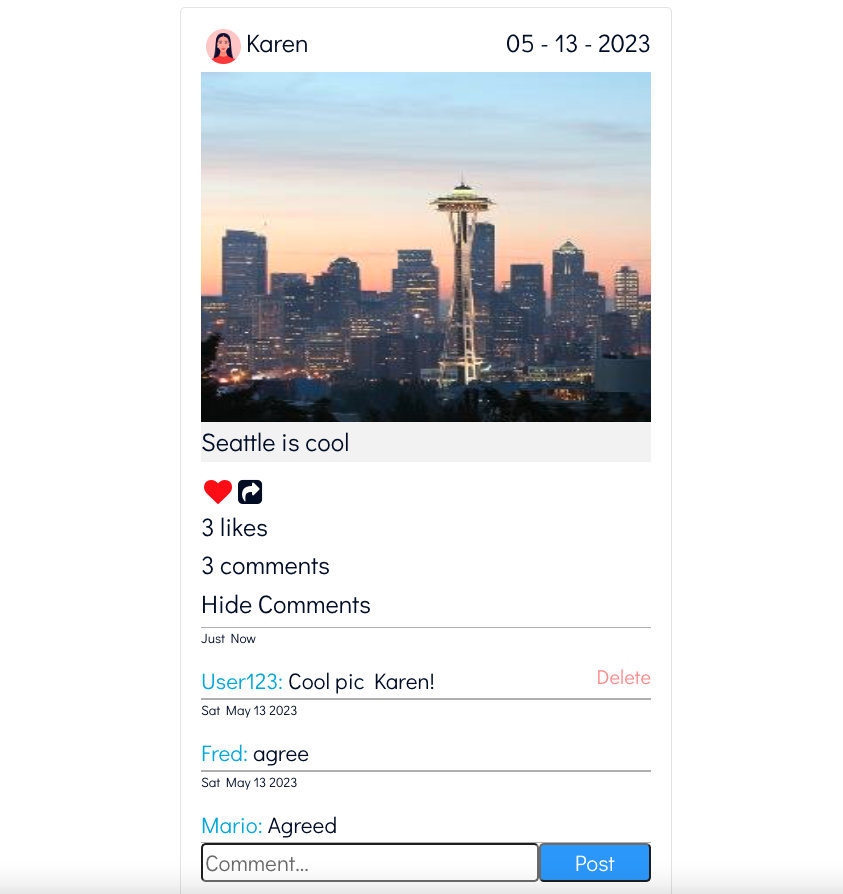 Karen 05 - 13 - 2023
Seattle is cool
3 likes
3 comments
Hide Comments
Just Now
User123: Cool pic Karen! Delete
Sat May 13 2023
Fred: agree
Sat May 13 2023
Mario: Agreed
Comment... Post